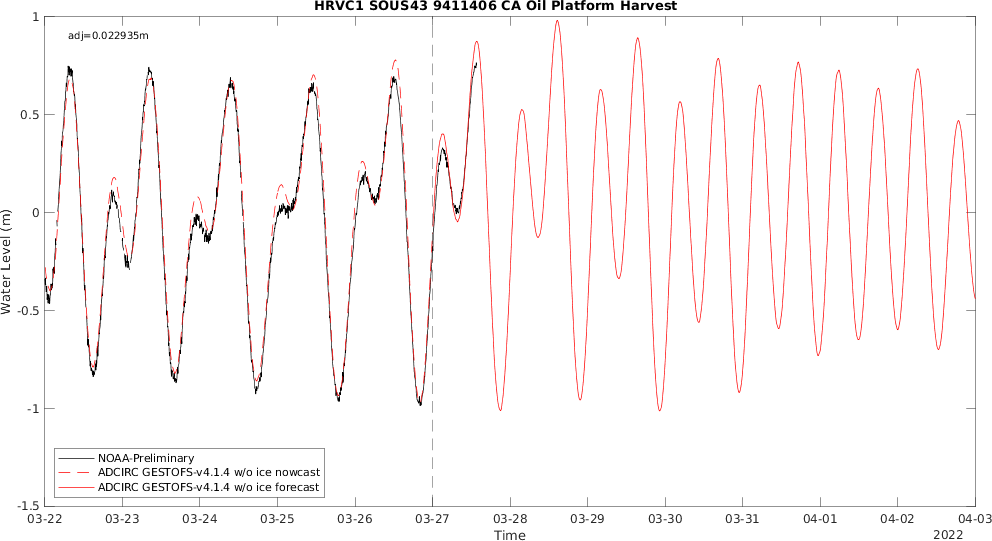 HRVC1 SOUS43 9411406 CA Oil Platform Harvest
adj=0.022935m
1
0.5
0
-0.5
-1
-1.5
Water Level (m)
NOAA-Preliminary
ADCIRC GESTOFS-v4.1.4 w/o ice nowcast
ADCIRC GESTOFS-v4.1.4 w/o ice forecast
03-22 03-23 03-24 03-25 03-26 03-27 03-28 03-29 03-30 03-31 04-01 04-02 04-03
Time
2022